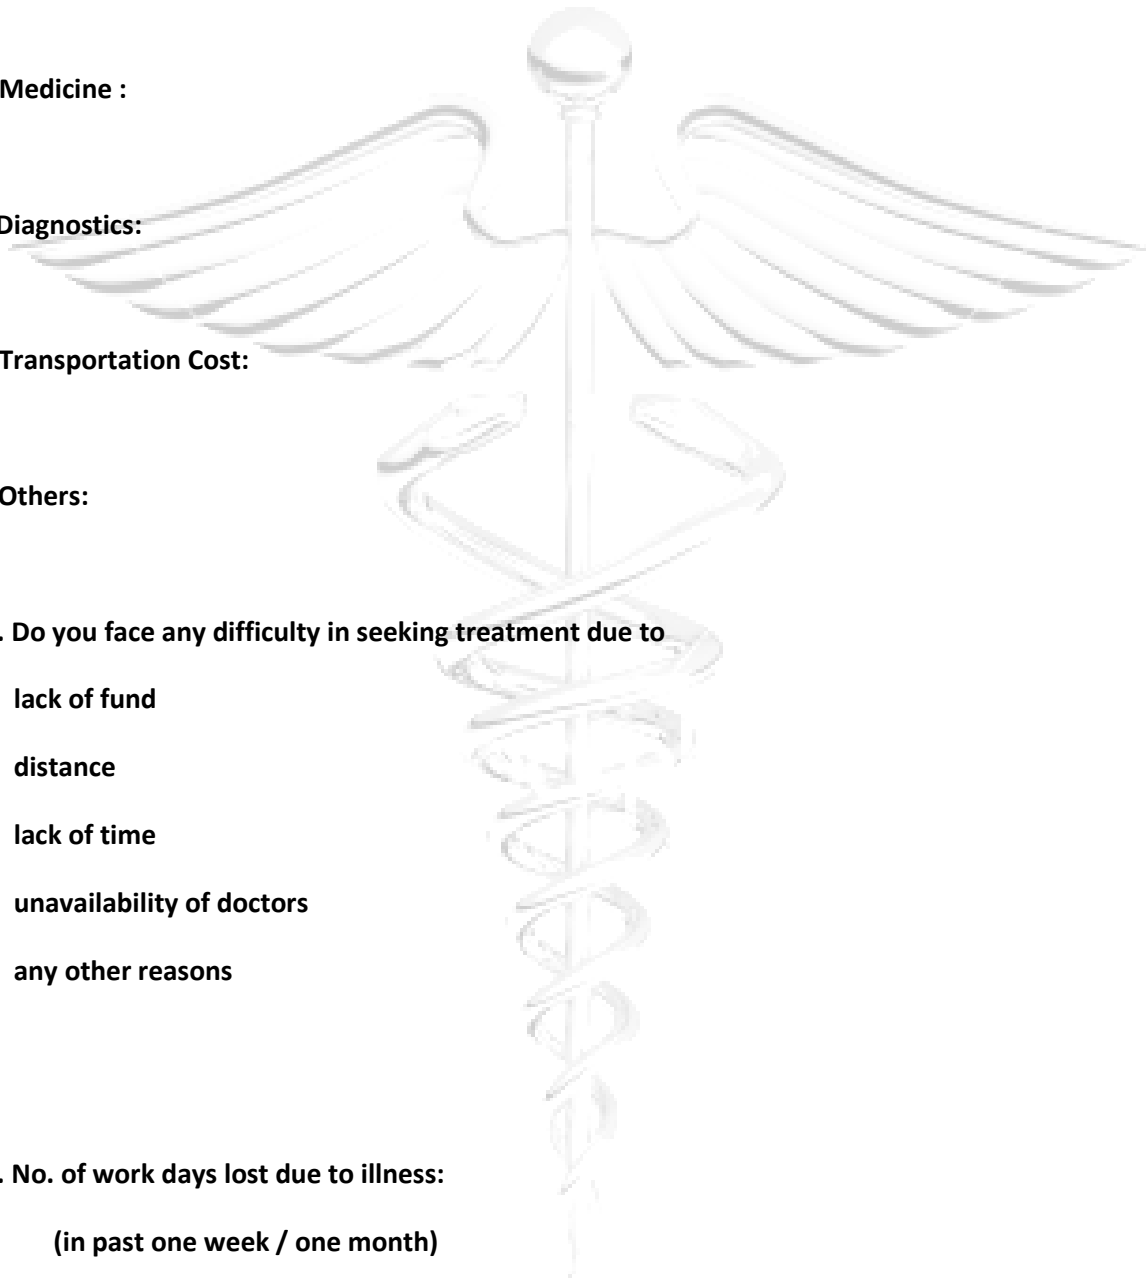 Medicine :
Diagnostics:
Transportation Cost:
Others:
. Do you face any difficulty in seeking treatment due to
lack of fund
distance
lack of time
unavailability of doctors
any other reasons
. No. of work days lost due to illness:
(in past one week / one month)